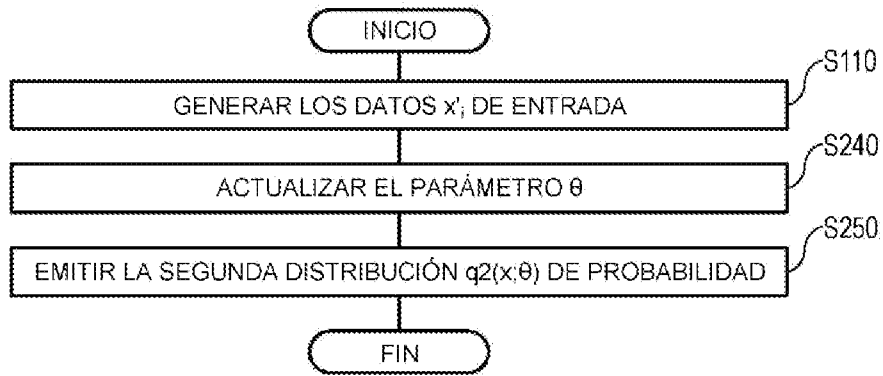 INICIO
S110
GENERAR LOS DATOS x'ᵢ DE ENTRADA
S240
ACTUALIZAR EL PARÁMETRO θ
S250
EMITIR LA SEGUNDA DISTRIBUCIÓN q2(x;θ) DE PROBABILIDAD
FIN